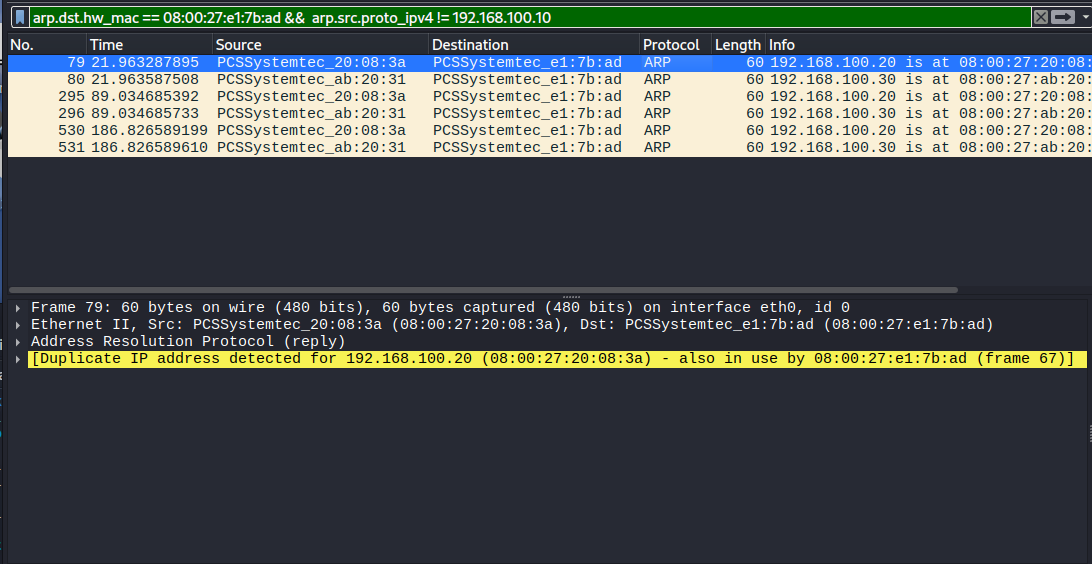 arp.dst.hw_mac == 08:00:27:e1:7b:ad && arp.src.proto_ipv4 != 192.168.100.10
No. Time Source Destination Protocol Length Info
79 21.963287895 PCSSystemtec_20:08:3a PCSSystemtec_e1:7b:ad ARP 60 192.168.100.20 is at 08:00:27:20:08:
80 21.963587508 PCSSystemtec_ab:20:31 PCSSystemtec_e1:7b:ad ARP 60 192.168.100.30 is at 08:00:27:ab:20:
295 89.034685392 PCSSystemtec_20:08:3a PCSSystemtec_e1:7b:ad ARP 60 192.168.100.20 is at 08:00:27:20:08:
296 89.034685733 PCSSystemtec_ab:20:31 PCSSystemtec_e1:7b:ad ARP 60 192.168.100.30 is at 08:00:27:ab:20:
530 186.826589199 PCSSystemtec_20:08:3a PCSSystemtec_e1:7b:ad ARP 60 192.168.100.20 is at 08:00:27:20:08:
531 186.826589610 PCSSystemtec_ab:20:31 PCSSystemtec_e1:7b:ad ARP 60 192.168.100.30 is at 08:00:27:ab:20:
Frame 79: 60 bytes on wire (480 bits), 60 bytes captured (480 bits) on interface eth0, id 0
Ethernet II, Src: PCSSystemtec_20:08:3a (08:00:27:20:08:3a), Dst: PCSSystemtec_e1:7b:ad (08:00:27:e1:7b:ad)
Address Resolution Protocol (reply)
[Duplicate IP address detected for 192.168.100.20 (08:00:27:20:08:3a) - also in use by 08:00:27:e1:7b:ad (frame 67)]